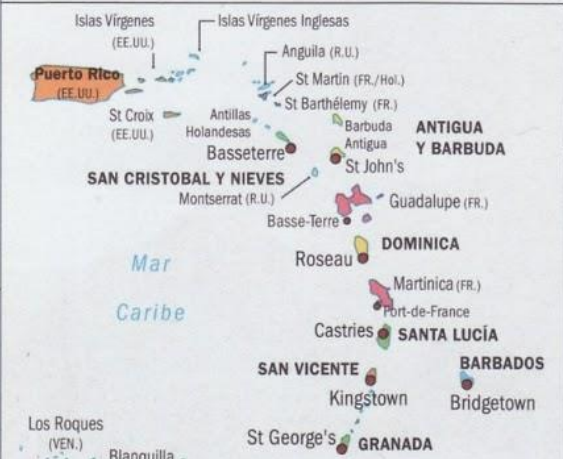 Islas Vírgenes
(EE.UU.)
Islas Vírgenes Inglesas
Anguila (R.U.)
Puerto Rico
(EE.UU.)
St Martin (FR./Hol.)
St Barthélemy (FR.)
St Croix
(EE.UU.)
Antillas
Holandesas
Barbuda
ANTIGUA
Y BARBUDA
Antigua
Basseterre
St John's
SAN CRISTOBAL Y NIEVES
Montserrat (R.U.)
Guadalupe (FR.)
Basse-Terre
DOMINICA
Roseau
Mar
Caribe
Martinica (FR.)
Port-de-France
Castries
SANTA LUCÍA
SAN VICENTE
BARBADOS
Kingstown
Bridgetown
Los Roques
(VEN.)
Blanquilla
St George's
GRANADA